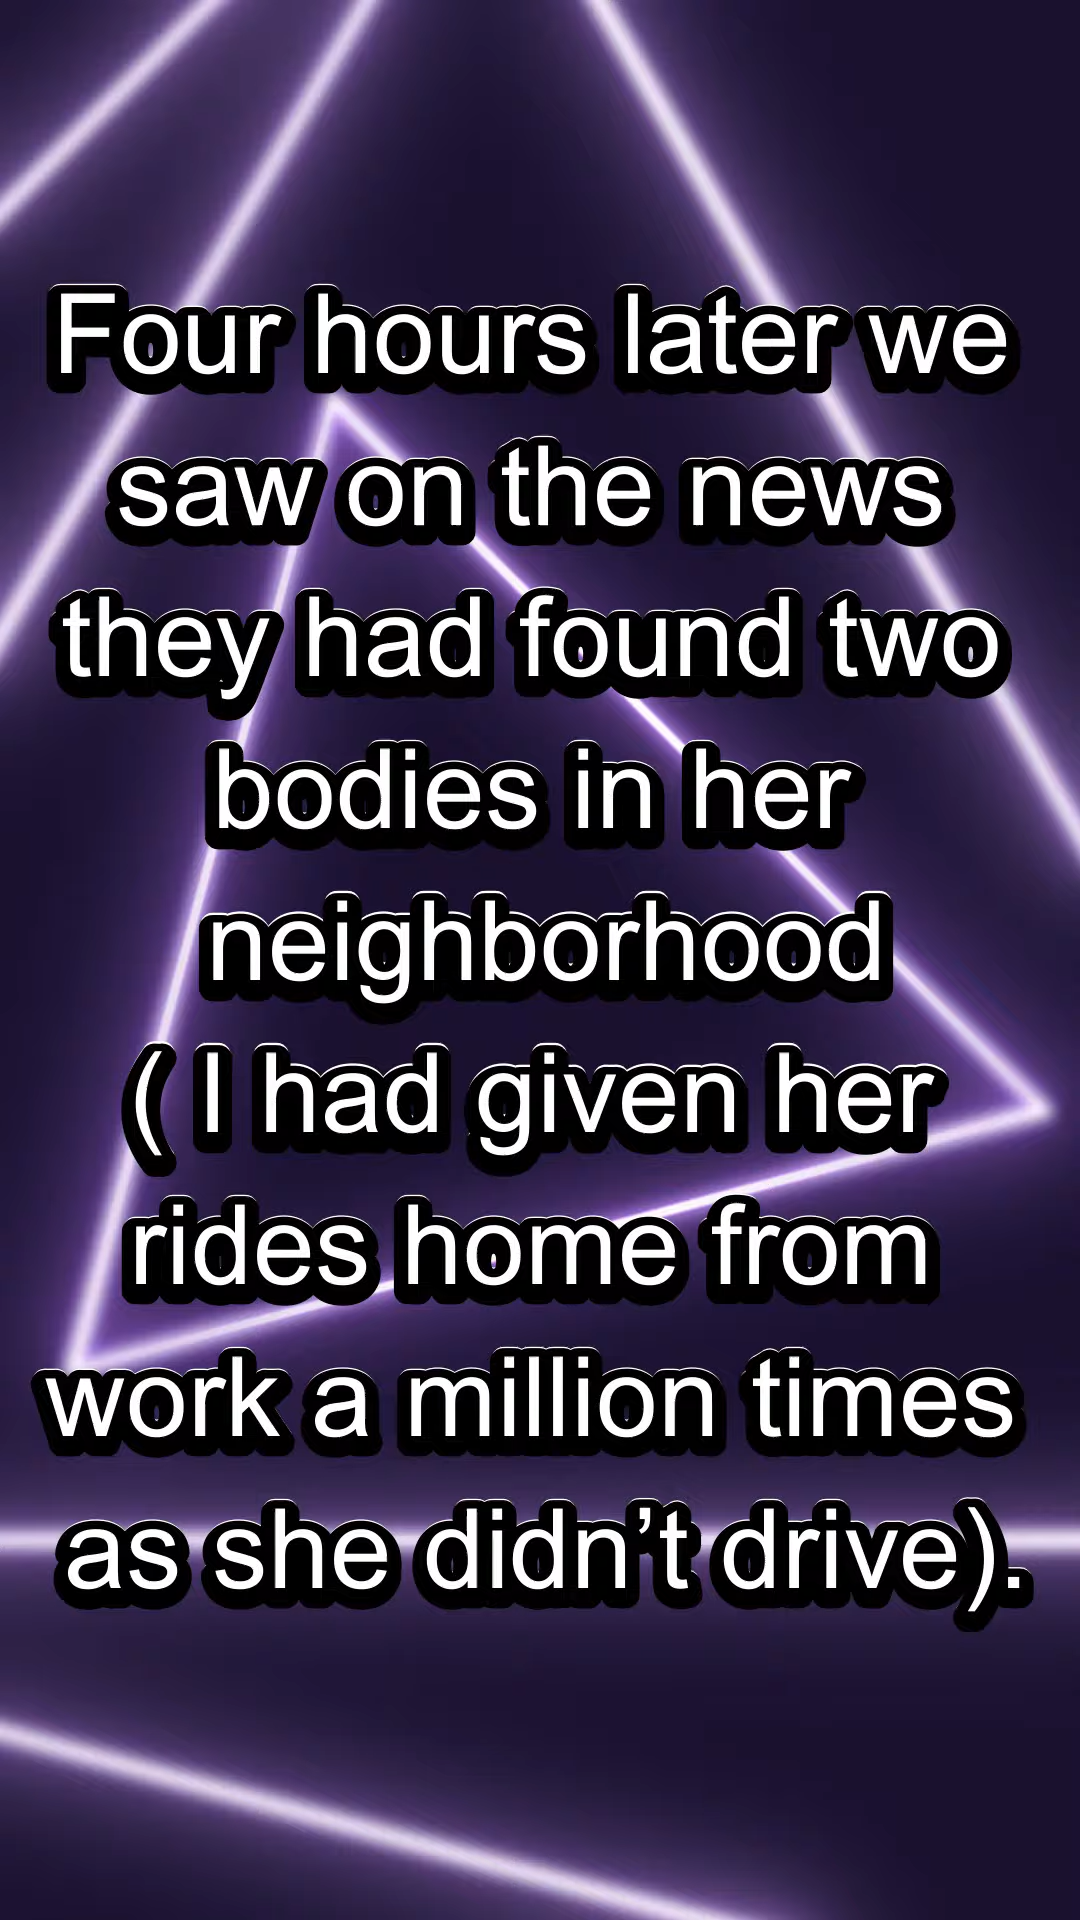 Four hours later we
saw on the news
they had found two
bodies in her
neighborhood
( I had given her
rides home from
work a million times
as she didn’t drive).